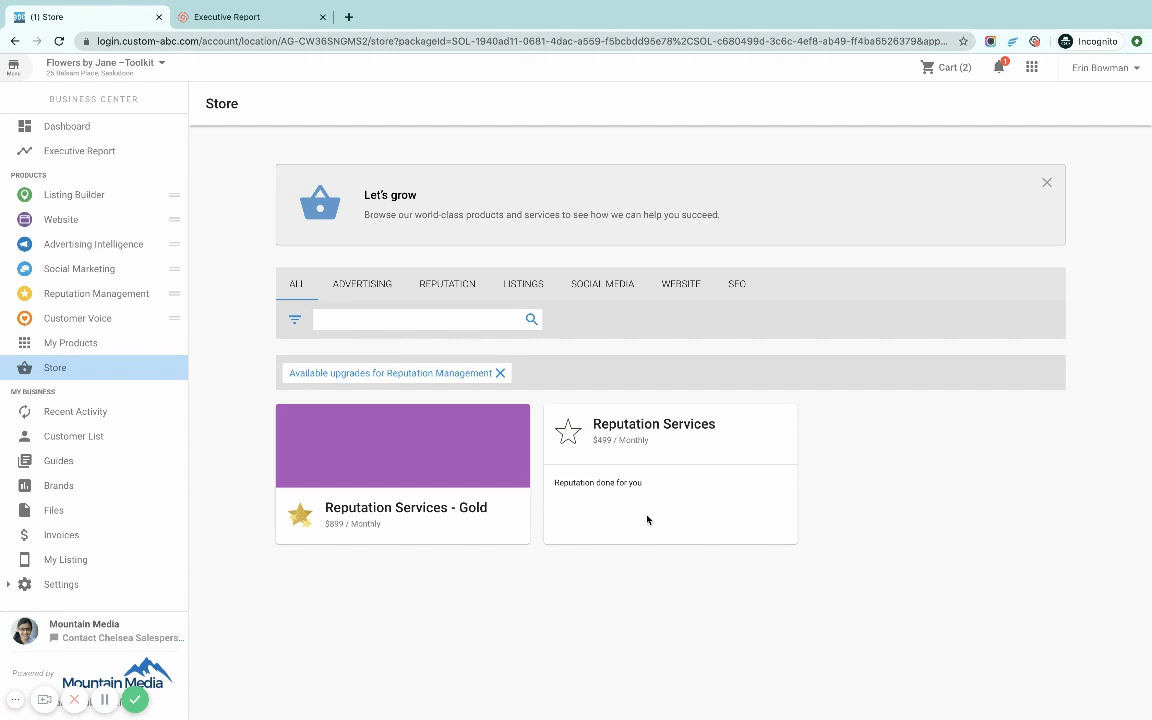 (1) Store
Executive Report
login.custom-abc.com/account/location/AG-CW36SNGMS2/store?packageId=SOL-1940ad11-0681-4dac-a559-f5bcbdd95e78%2CSOL-c680499d-3c6c-4ef8-ab49-ff4ba6526379&app...
Incognito
Menu
Flowers by Jane –Toolkit
25 Balsam Place, Saskatoon
Cart (2)
1
Erin Bowman
BUSINESS CENTER
Store
Dashboard
Executive Report
PRODUCTS
Listing Builder
Website
Advertising Intelligence
Social Marketing
Reputation Management
Customer Voice
My Products
Store
MY BUSINESS
Recent Activity
Customer List
Guides
Brands
Files
Invoices
My Listing
Settings
Mountain Media
Contact Chelsea Salespers...
Powered by
Mountain Media
Let's grow
Browse our world-class products and services to see how we can help you succeed.
ALL ADVERTISING REPUTATION LISTINGS SOCIAL MEDIA WEBSITE SEO
Available upgrades for Reputation Management
Reputation Services - Gold
$899 / Monthly
Reputation Services
$499 / Monthly
Reputation done for you